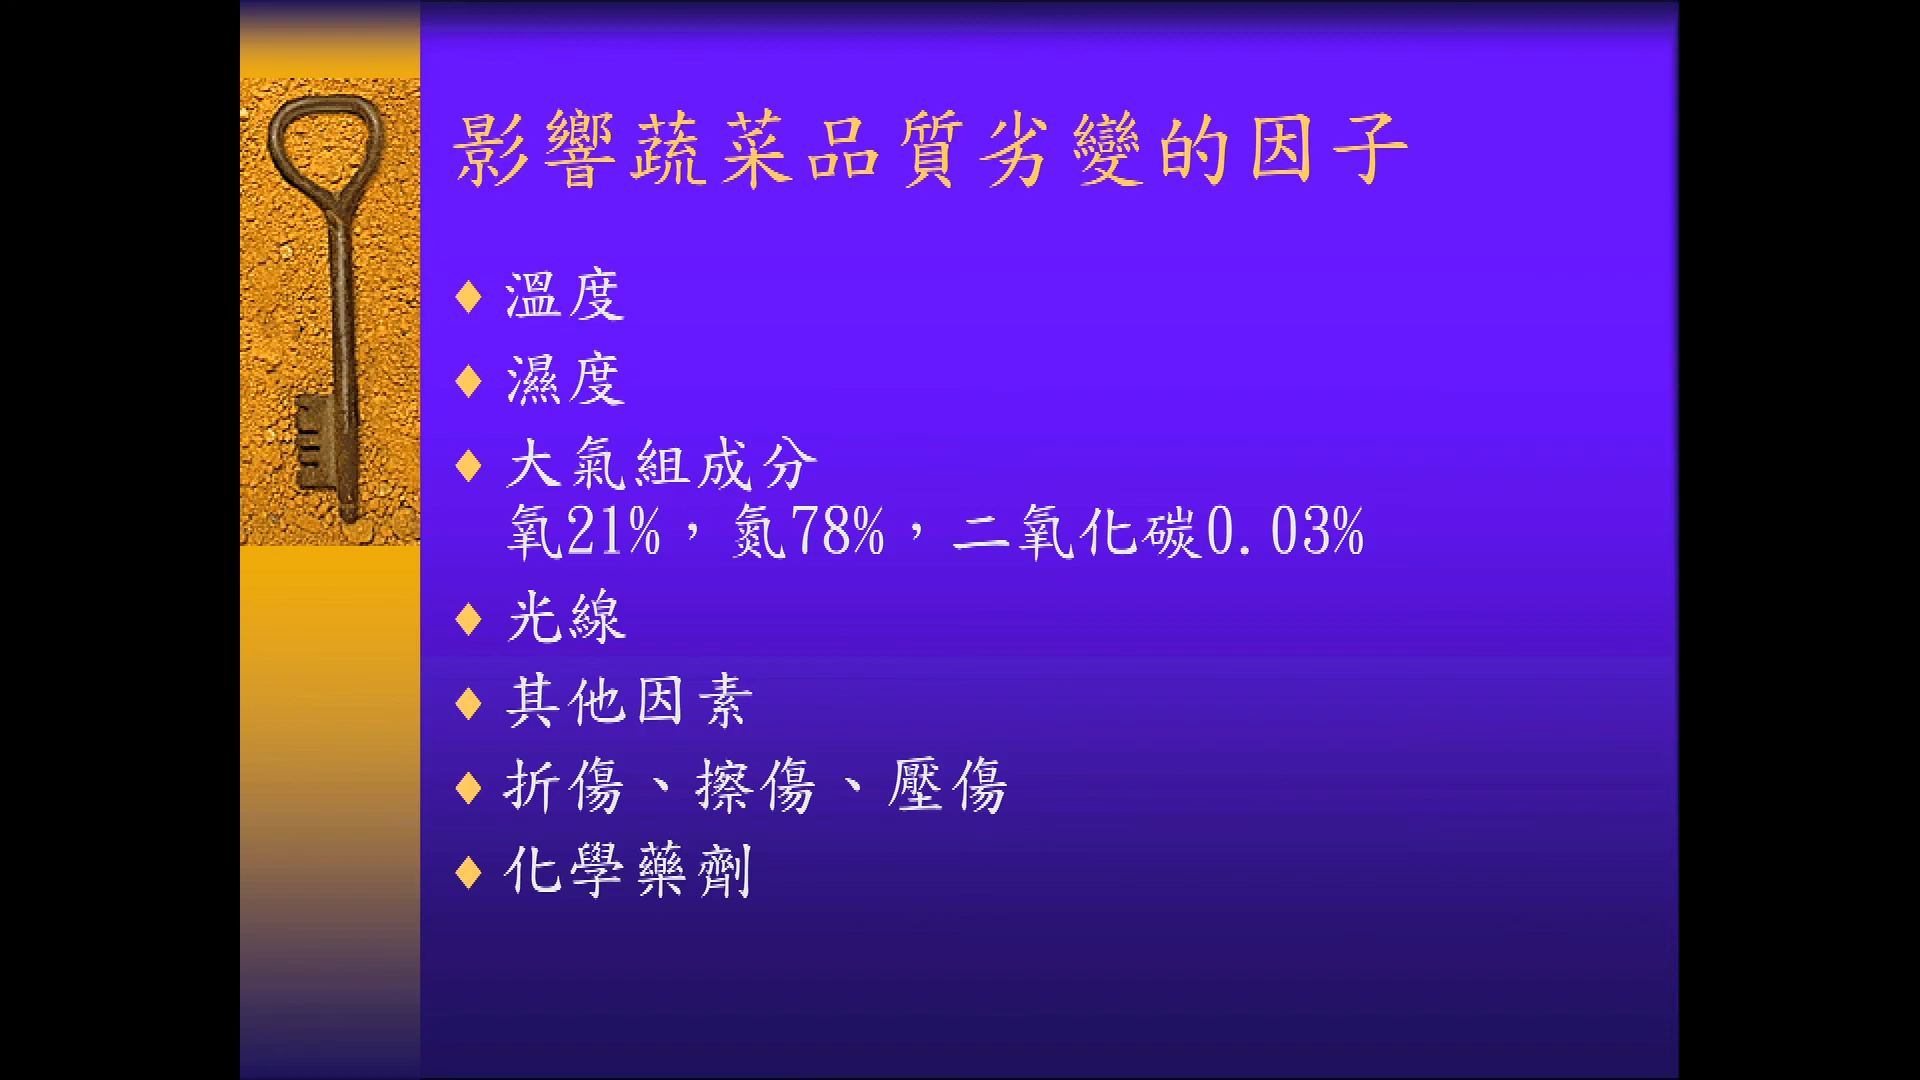 影響蔬菜品質劣變的因子
溫度
濕度
大氣組成分
氧21%，氮78%，二氧化碳0.03%
光線
其他因素
折傷、擦傷、壓傷
化學藥劑